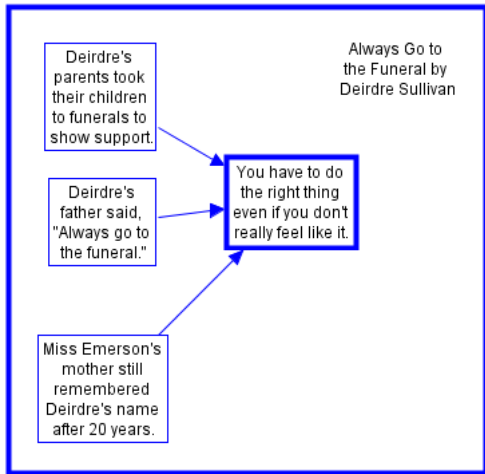 Always Go to
the Funeral by
Deirdre Sullivan
Deirdre's
parents took
their children
to funerals to
show support.
You have to do
the right thing
even if you don't
really feel like it.
Deirdre's
father said,
"Always go to
the funeral."
Miss Emerson's
mother still
remembered
Deirdre's name
after 20 years.